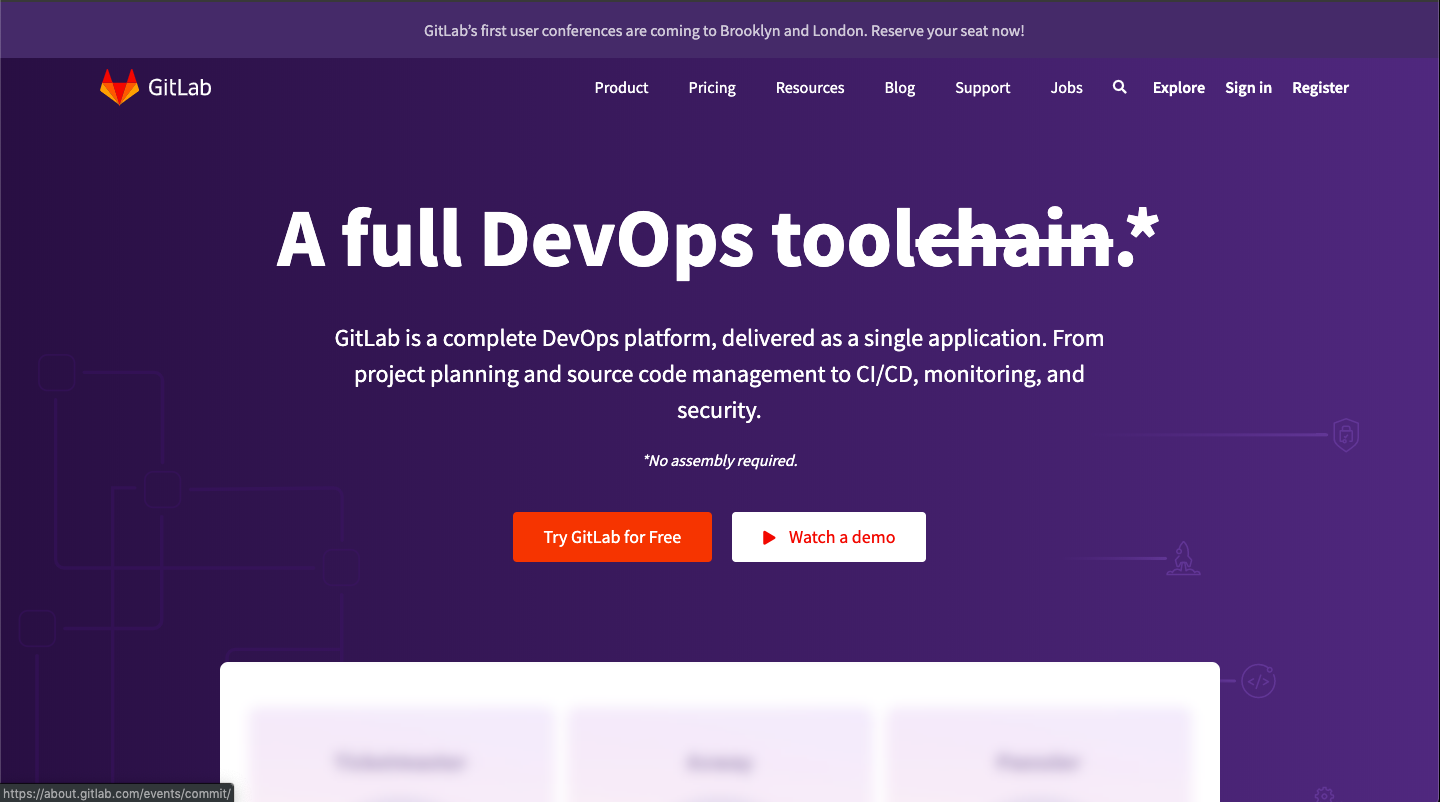 GitLab's first user conferences are coming to Brooklyn and London. Reserve your seat now!
GitLab Product Pricing Resources Blog Support Jobs Explore Sign in Register
A full DevOps toolchain.*
GitLab is a complete DevOps platform, delivered as a single application. From
project planning and source code management to CI/CD, monitoring, and
security.
*No assembly required.
Try GitLab for Free Watch a demo
https://about.gitlab.com/events/commit/